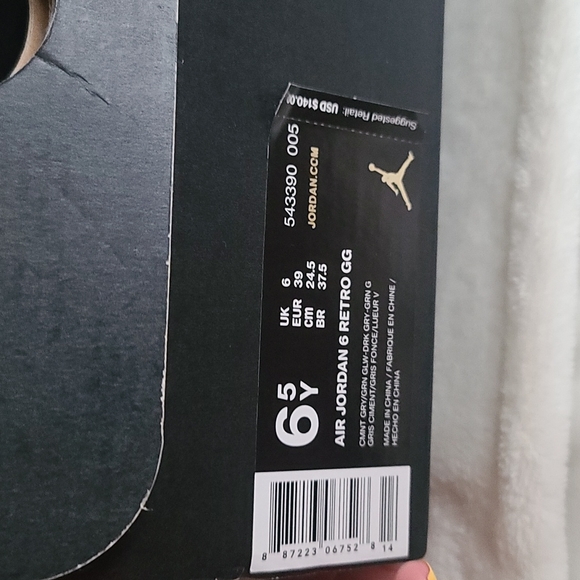 Suggested Retail: USD $140.0
543390 005
JORDAN.COM
UK 6
EUR 39
cm 24.5
BR 37.5
6 5 Y
AIR JORDAN 6 RETRO GG
CMNT GRY/GRN GLW-DRK GRY-GRN G
GRIS CIMENT/GRIS FONCE/LUEUR V
MADE IN CHINA / FABRIQUE EN CHINE /
HECHO EN CHINA
8 87223 06752 8 14